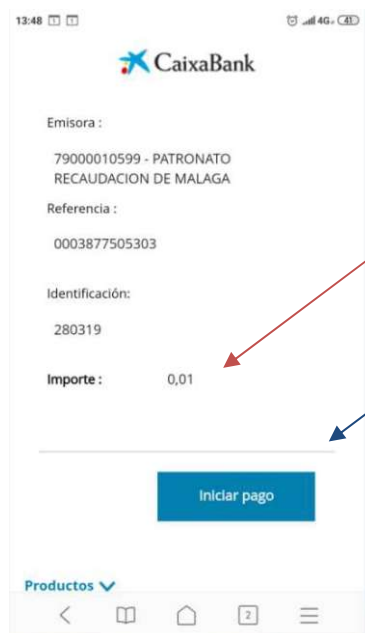 13:48 4G+ 41
CaixaBank
Emisora :
79000010599 - PATRONATO
RECAUDACION DE MALAGA
Referencia :
0003877505303
Identificación:
280319
Importe : 0,01
Iniciar pago
Productos
2